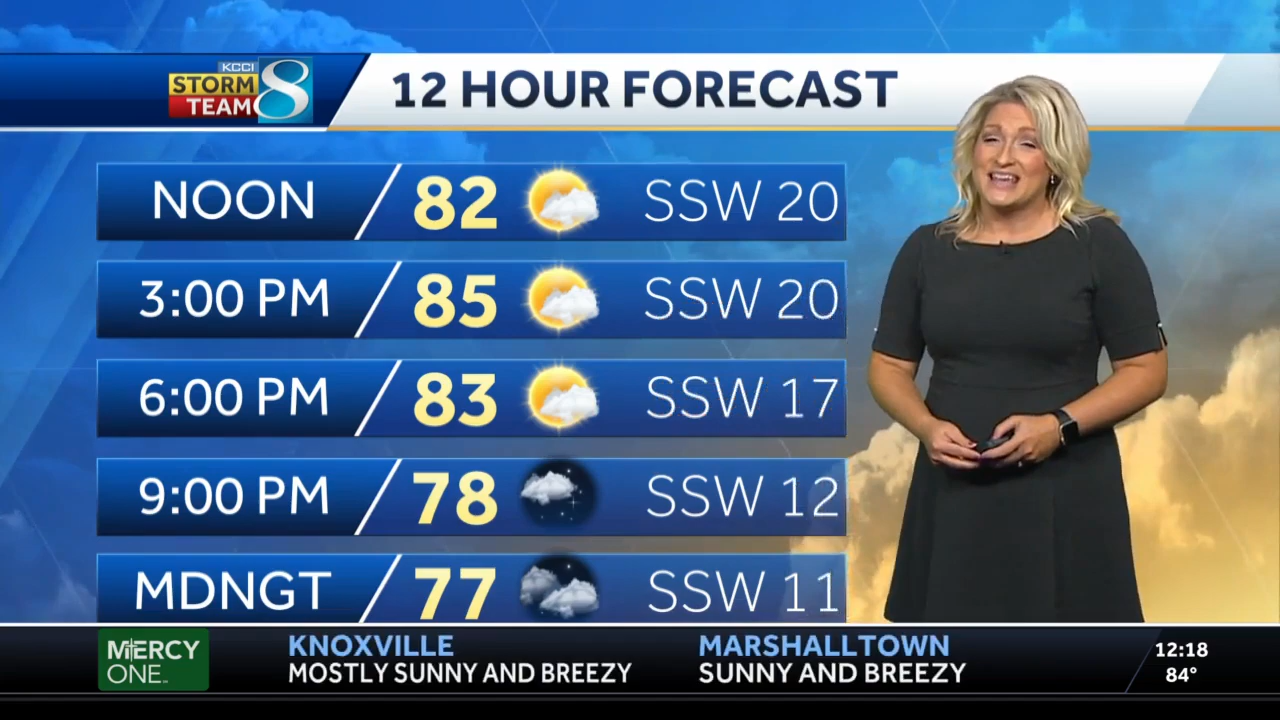 KCCI
STORM
TEAM 8
12 HOUR FORECAST
NOON 82 SSW 20
3:00 PM 85 SSW 20
6:00 PM 83 SSW 17
9:00 PM 78 SSW 12
MDNGT 77 SSW 11
MERCY
ONE
KNOXVILLE
MOSTLY SUNNY AND BREEZY
MARSHALLTOWN
SUNNY AND BREEZY
12:18
84°